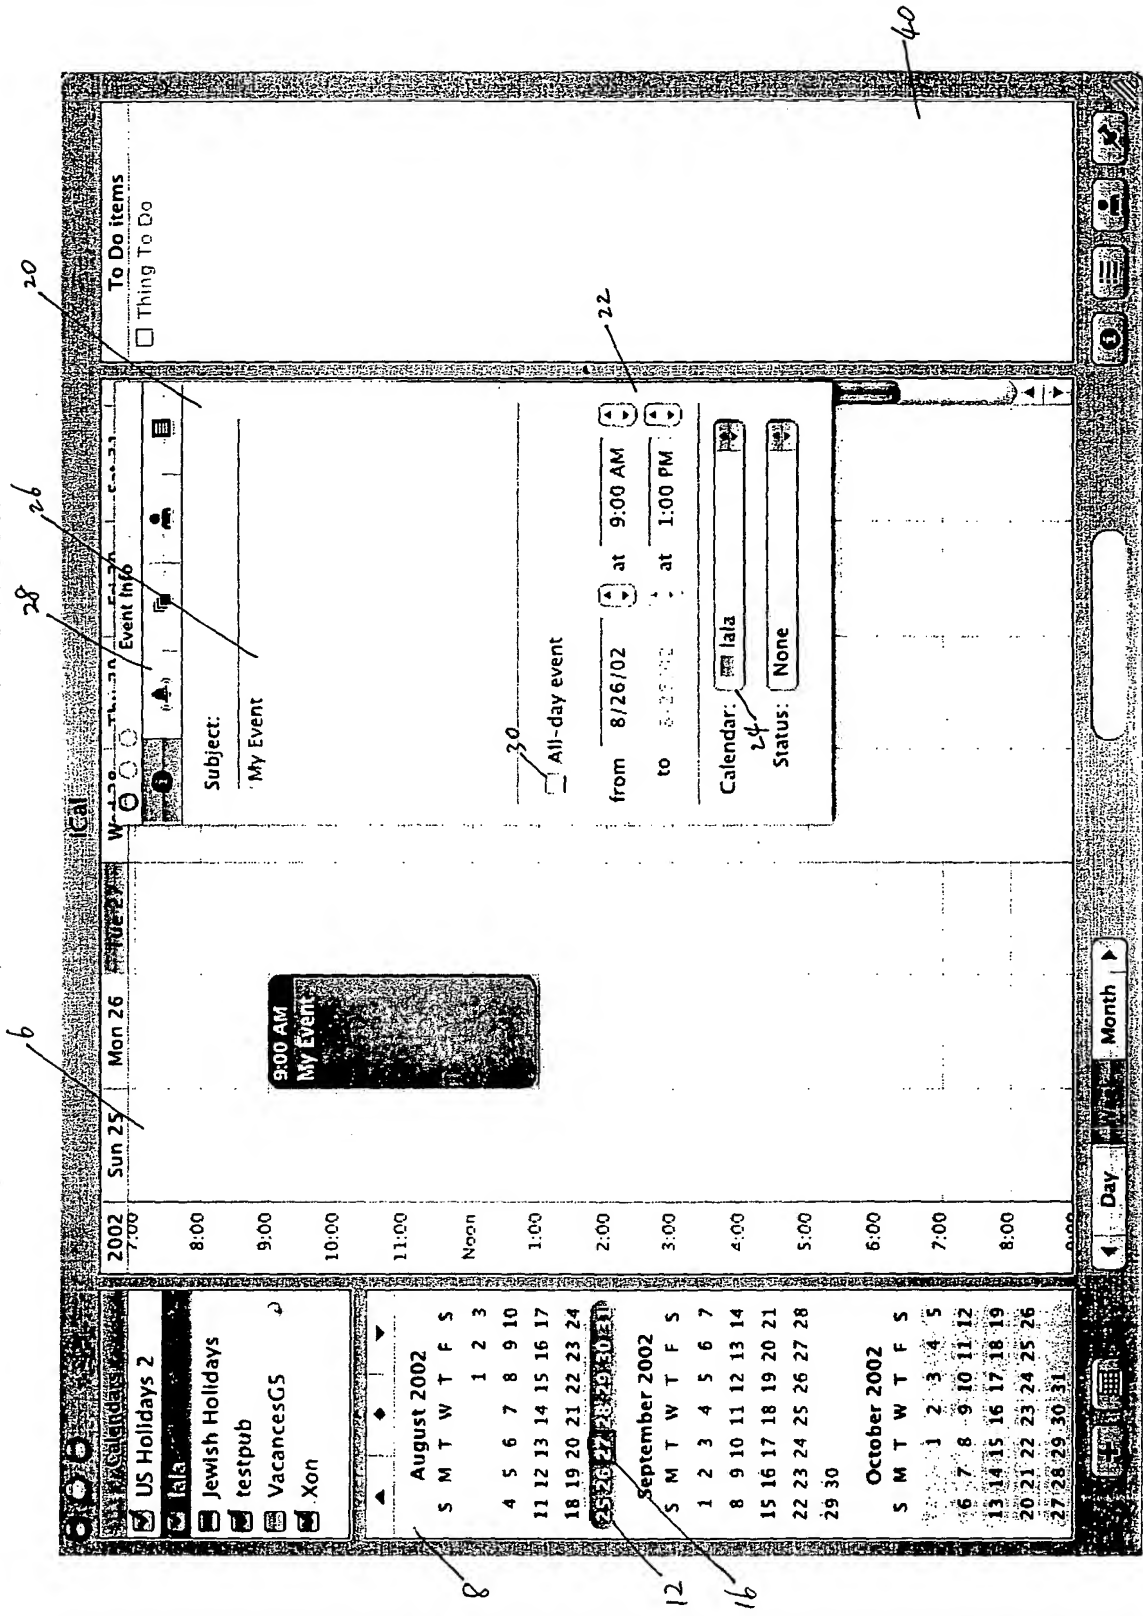 iCal
Calendars
US Holidays 2
lala
Jewish Holidays
testpub
VacancesGS
Xon
August 2002
S M T W T F S
1 2 3
4 5 6 7 8 9 10
11 12 13 14 15 16 17
18 19 20 21 22 23 24
25 26 27 28 29 30 31
September 2002
S M T W T F S
1 2 3 4 5 6 7
8 9 10 11 12 13 14
15 16 17 18 19 20 21
22 23 24 25 26 27 28
29 30
October 2002
S M T W T F S
1 2 3 4 5
6 7 8 9 10 11 12
13 14 15 16 17 18 19
20 21 22 23 24 25 26
27 28 29 30 31
2002 Sun 25 Mon 26 Tue 27
7:00
8:00
9:00
10:00
11:00
Noon
1:00
2:00
3:00
4:00
5:00
6:00
7:00
8:00
9:00 AM
My Event
Event Info
Subject:
My Event
All-day event
from 8/26/02 at 9:00 AM
to at 1:00 PM
Calendar: lala
Status: None
To Do items
Thing To Do
Day Week Month
6
8
12
16
20
22
24
26
28
30
40